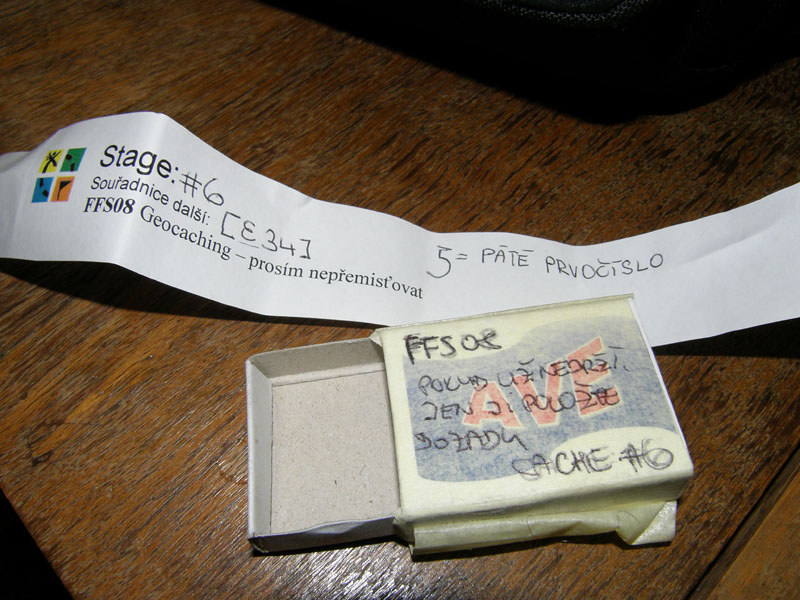 Stage: #6
Souřadnice další: [E34]
FFS08 Geocaching – prosím nepřemisťovat
5 = PÁTÉ PRVOČÍSLO
FFS08
POKUD UŽ NEDRŽÍ,
JEN JI POLOŽTE
DOZADU
CACHE #6
AVE